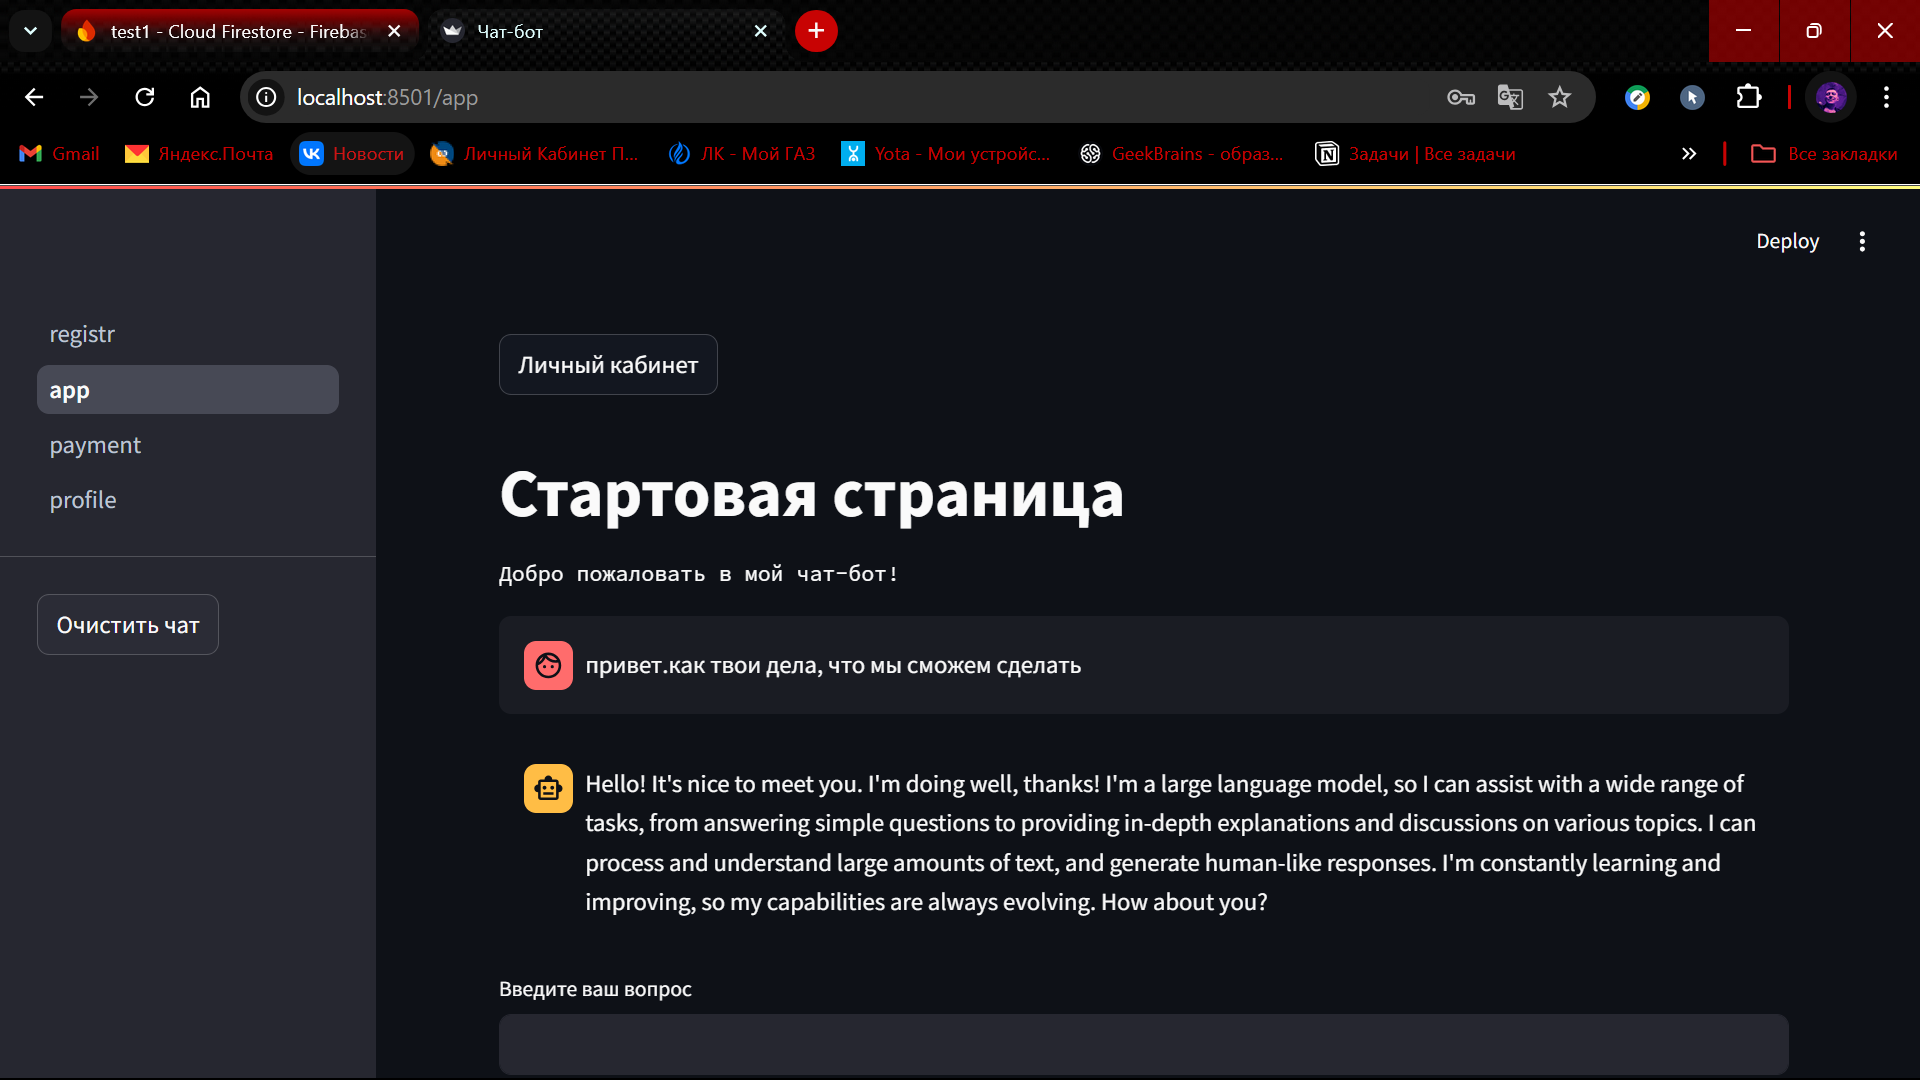 test1 - Cloud Firestore - Firebas
Чат-бот
localhost:8501/app
Gmail
Яндекс.Почта
Новости
Личный Кабинет П...
ЛК - Мой ГАЗ
Yota - Мои устройс...
GeekBrains - образ...
Задачи | Все задачи
Все закладки
Deploy
registr
app
payment
profile
Очистить чат
Личный кабинет
Стартовая страница
Добро пожаловать в мой чат-бот!
привет.как твои дела, что мы сможем сделать
Hello! It's nice to meet you. I'm doing well, thanks! I'm a large language model, so I can assist with a wide range of
tasks, from answering simple questions to providing in-depth explanations and discussions on various topics. I can
process and understand large amounts of text, and generate human-like responses. I'm constantly learning and
improving, so my capabilities are always evolving. How about you?
Введите ваш вопрос